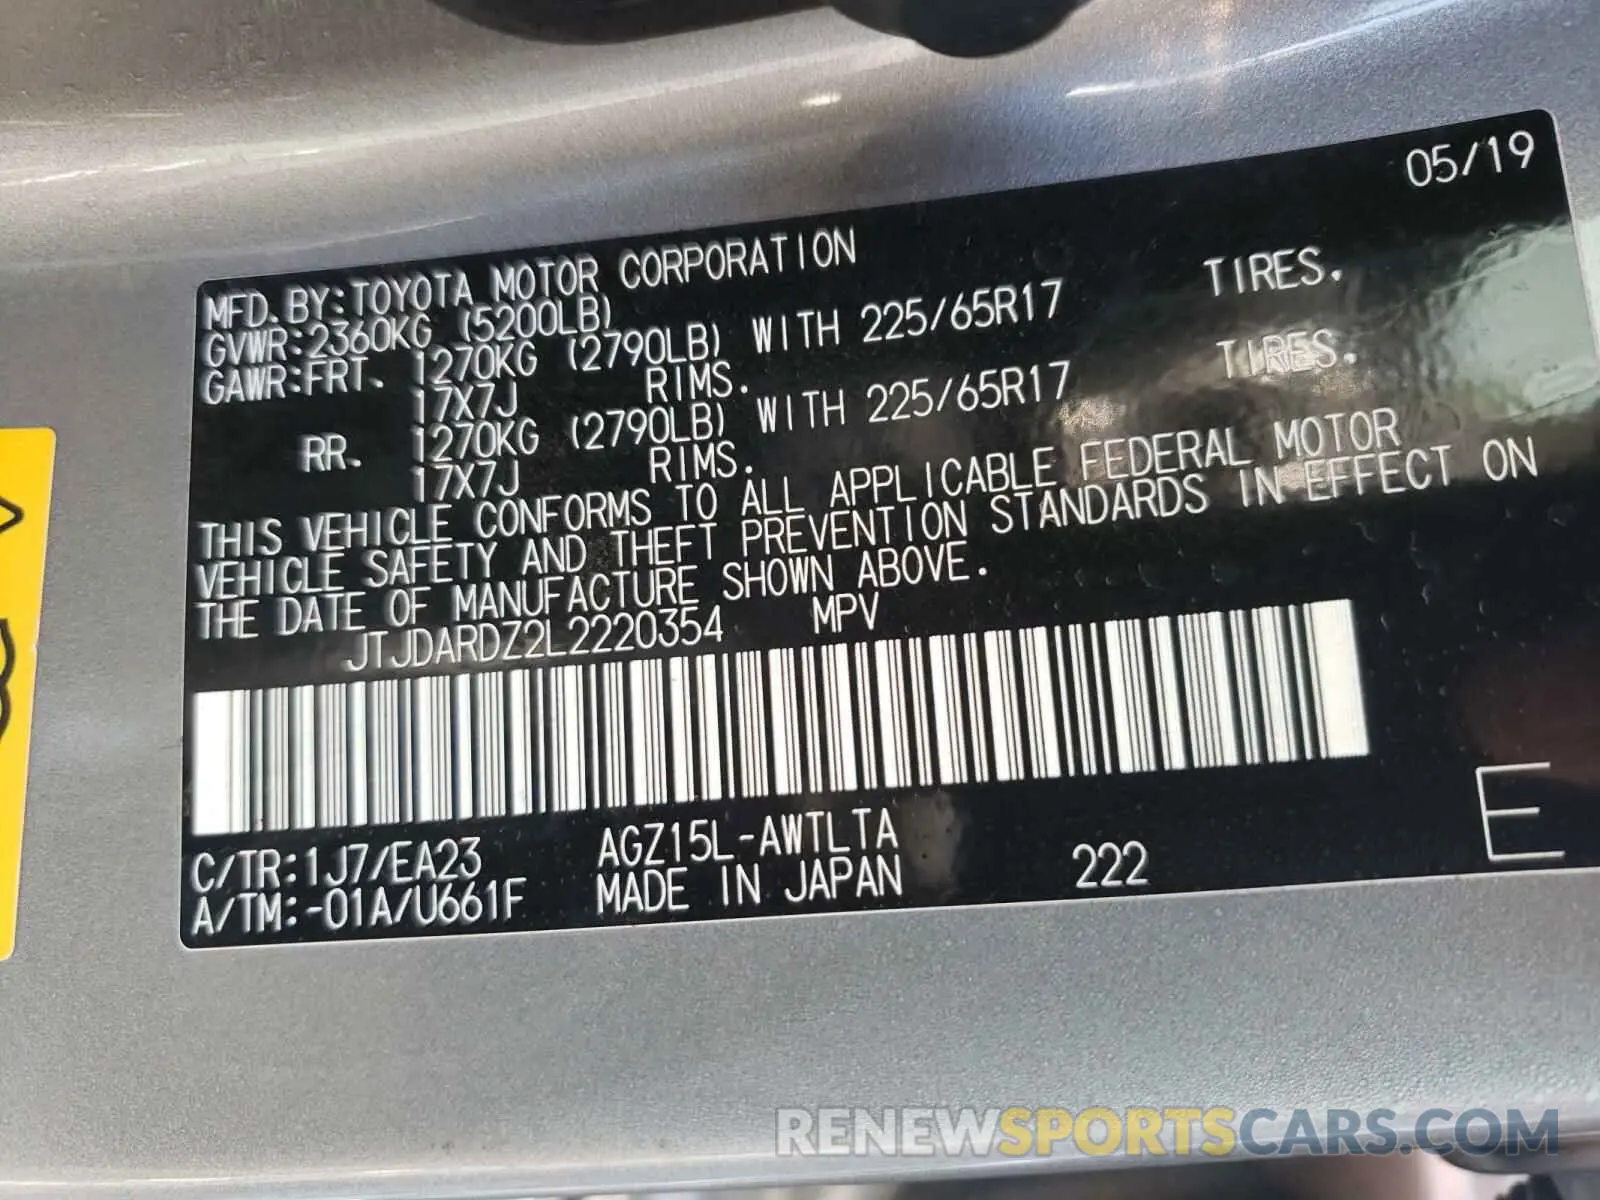 05/19
MFD.BY:TOYOTA MOTOR CORPORATION
GVWR:2360KG (5200LB)
GAWR:FRT. 1270KG (2790LB) WITH 225/65R17 TIRES.
17X7J RIMS.
RR. 1270KG (2790LB) WITH 225/65R17 TIRES.
17X7J RIMS.
THIS VEHICLE CONFORMS TO ALL APPLICABLE FEDERAL MOTOR
VEHICLE SAFETY AND THEFT PREVENTION STANDARDS IN EFFECT ON
THE DATE OF MANUFACTURE SHOWN ABOVE.
JTJDARDZ2L2220354 MPV
C/TR:1J7/EA23 AGZ15L-AWTLTA
A/TM:-01A/U661F MADE IN JAPAN 222 E
RENEWSPORTSCARS.COM